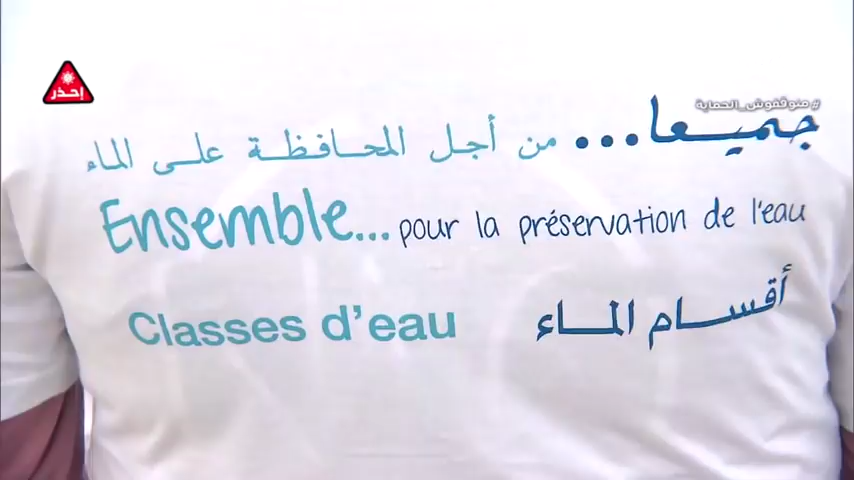 إحذر
#منوقفوش_الحماية
جميعا... من أجل المحافظة على الماء
Ensemble... pour la préservation de l'eau
Classes d'eau أقسام الماء